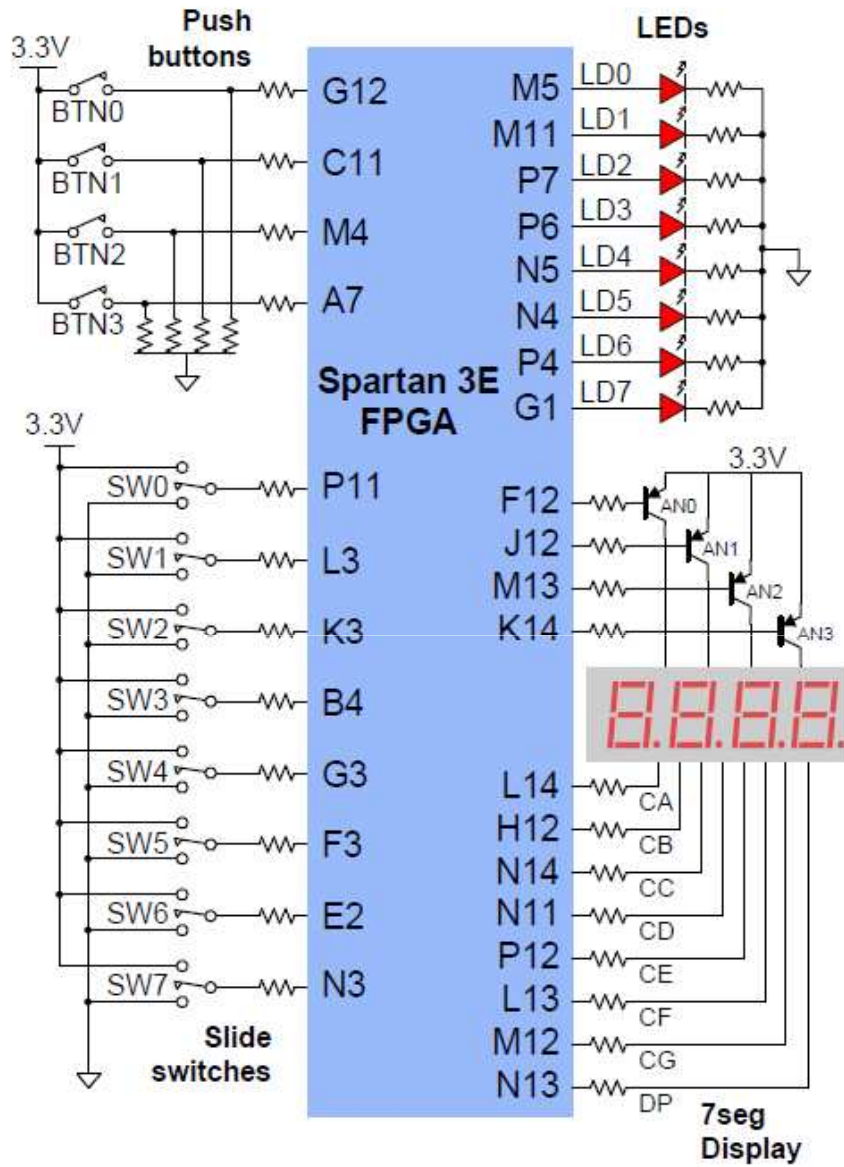 Push
buttons
3.3V
BTN0
BTN1
BTN2
BTN3
G12
C11
M4
A7
LEDs
M5 LD0
M11 LD1
P7 LD2
P6 LD3
N5 LD4
N4 LD5
P4 LD6
G1 LD7
Spartan 3E
FPGA
3.3V
SW0 P11
SW1 L3
SW2 K3
SW3 B4
SW4 G3
SW5 F3
SW6 E2
SW7 N3
Slide
switches
3.3V
F12 AN0
J12 AN1
M13 AN2
K14 AN3
8.8.8.8.
L14 CA
H12 CB
N14 CC
N11 CD
P12 CE
L13 CF
M12 CG
N13 DP
7seg
Display